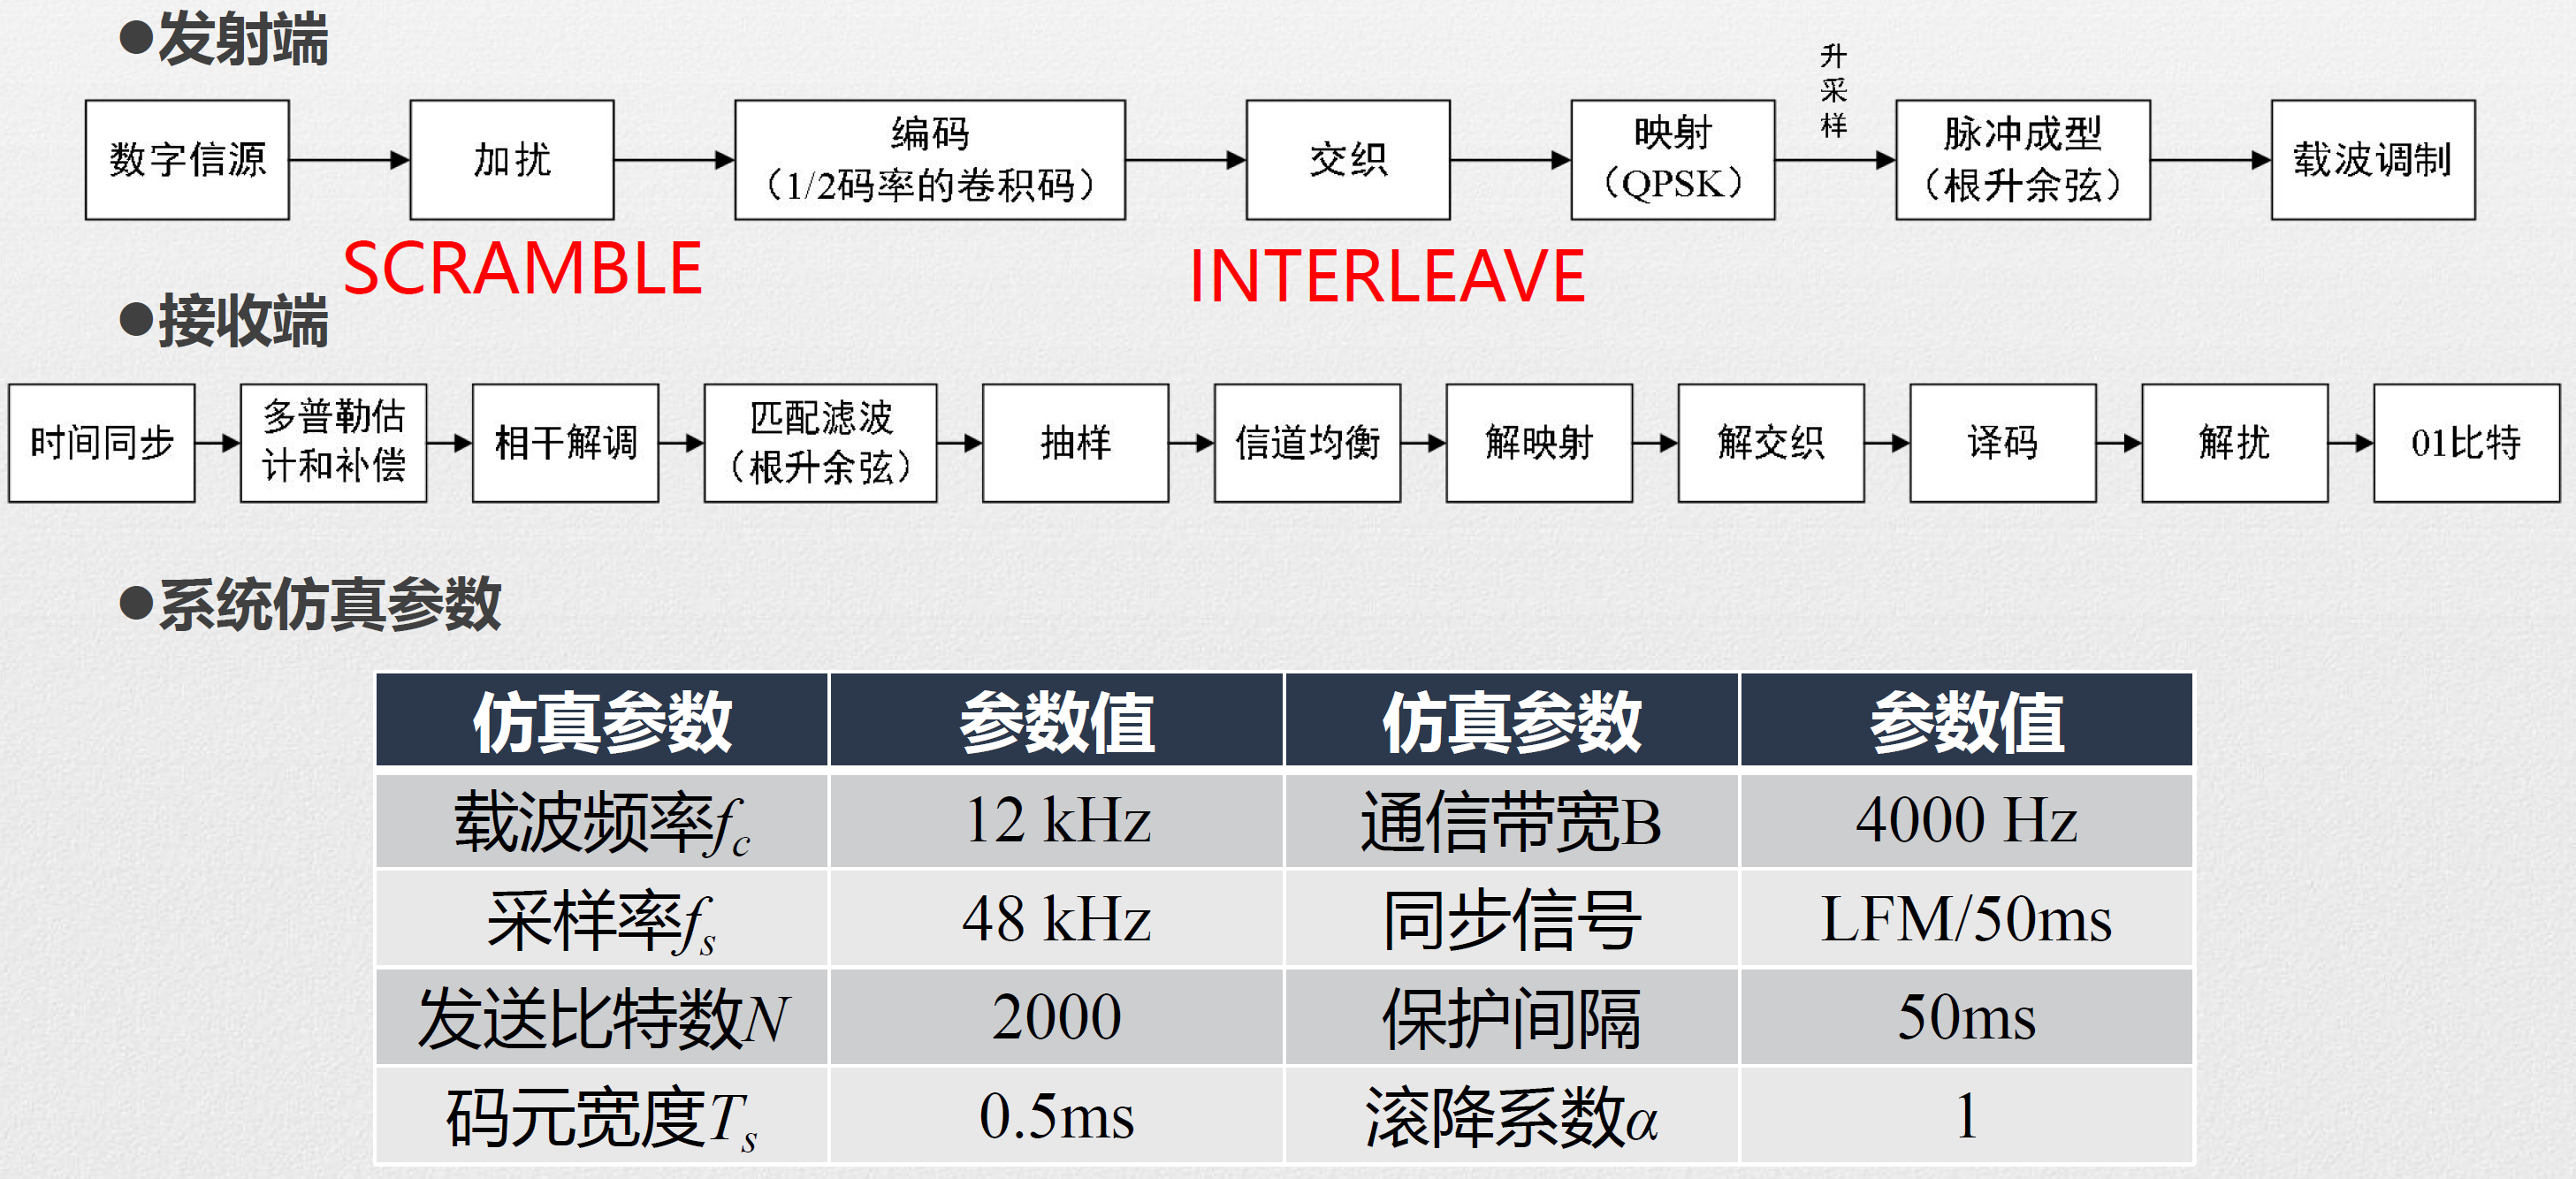 ●发射端
升采样
数字信源
加扰
编码
（1/2码率的卷积码）
交织
映射
（QPSK）
脉冲成型
（根升余弦）
载波调制
SCRAMBLE
INTERLEAVE
●接收端
时间同步
多普勒估
计和补偿
相干解调
匹配滤波
（根升余弦）
抽样
信道均衡
解映射
解交织
译码
解扰
01比特
●系统仿真参数
仿真参数 参数值 仿真参数 参数值
载波频率fc 12 kHz 通信带宽B 4000 Hz
采样率fs 48 kHz 同步信号 LFM/50ms
发送比特数N 2000 保护间隔 50ms
码元宽度Ts 0.5ms 滚降系数α 1